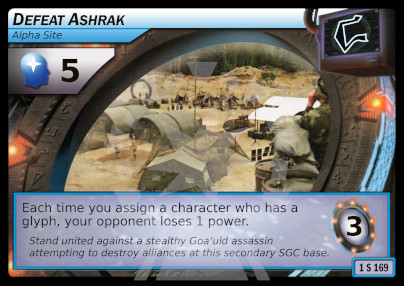 DEFEAT ASHRAK
Alpha Site
5
Each time you assign a character who has a
glyph, your opponent loses 1 power.
3
Stand united against a stealthy Goa'uld assassin
attempting to destroy alliances at this secondary SGC base.
1 S 169